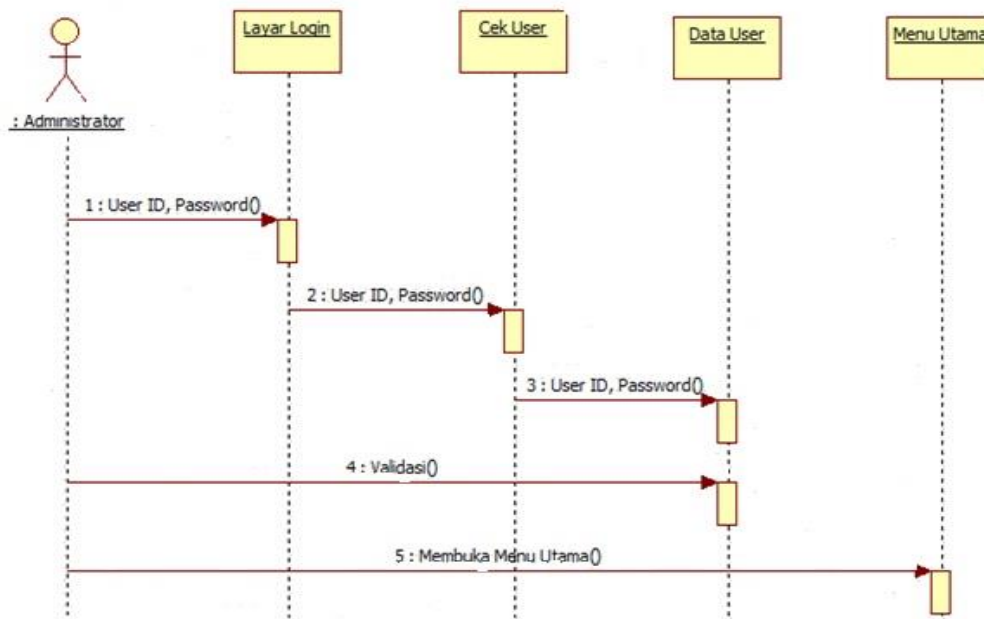 Layar Login
Cek User
Data User
Menu Utama
: Administrator
1 : User ID, Password()
2 : User ID, Password()
3 : User ID, Password()
4 : Validasi()
5 : Membuka Menu Utama()